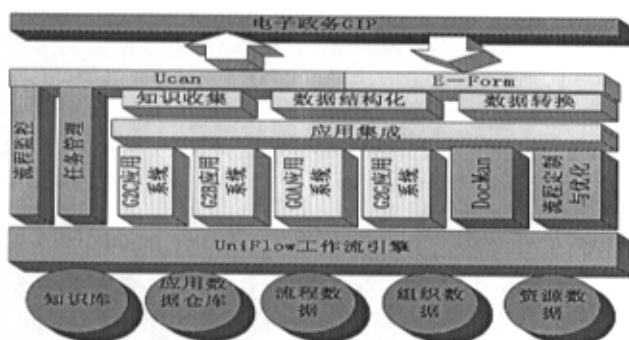 电子政务GIP
Ucan
E－Form
知识收集
数据结构化
数据转换
应用集成
流程监控
任务管理
G2C应用
系统
G2B应用
系统
GOA应用
系统
G2G应用
系统
DocMan
流程定制
与优化
UniFlow工作流引擎
知识库
应用数
据仓库
流程数
据
组织数
据
资源数
据